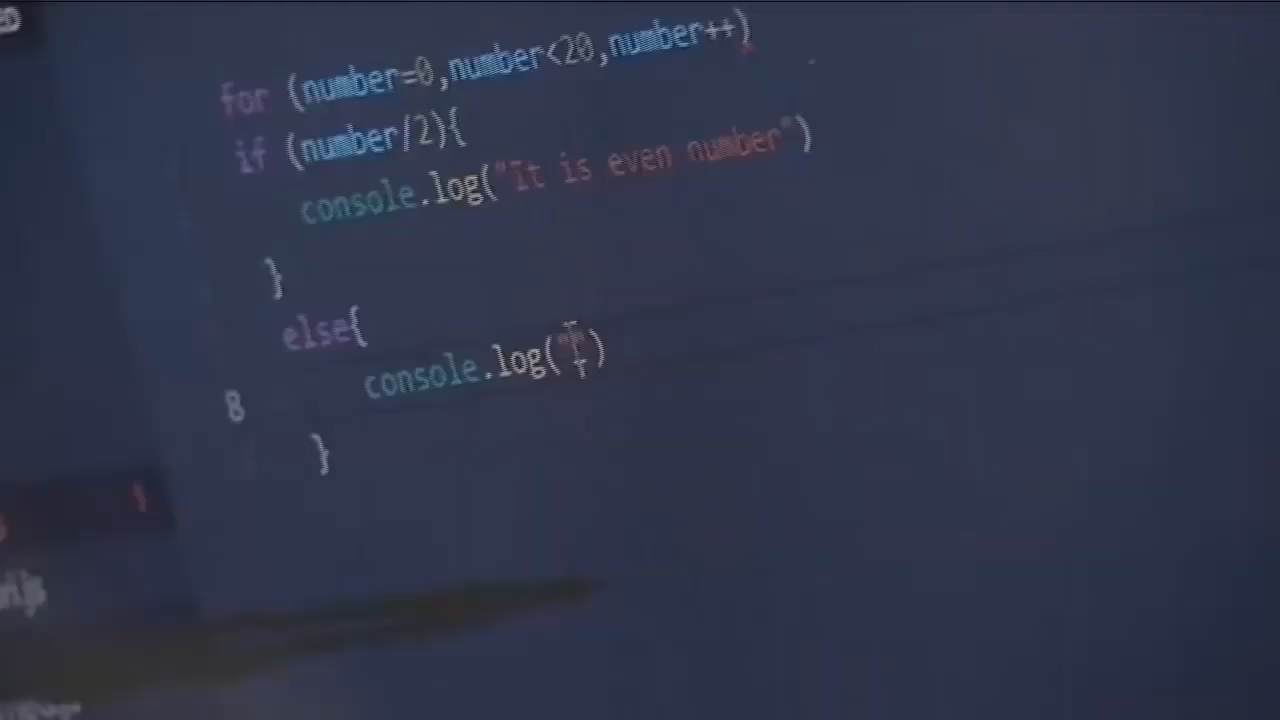 for (number=0,number<20,number++)
if (number/2){
console.log("It is even number")
}
else{
console.log("")
8
}
1